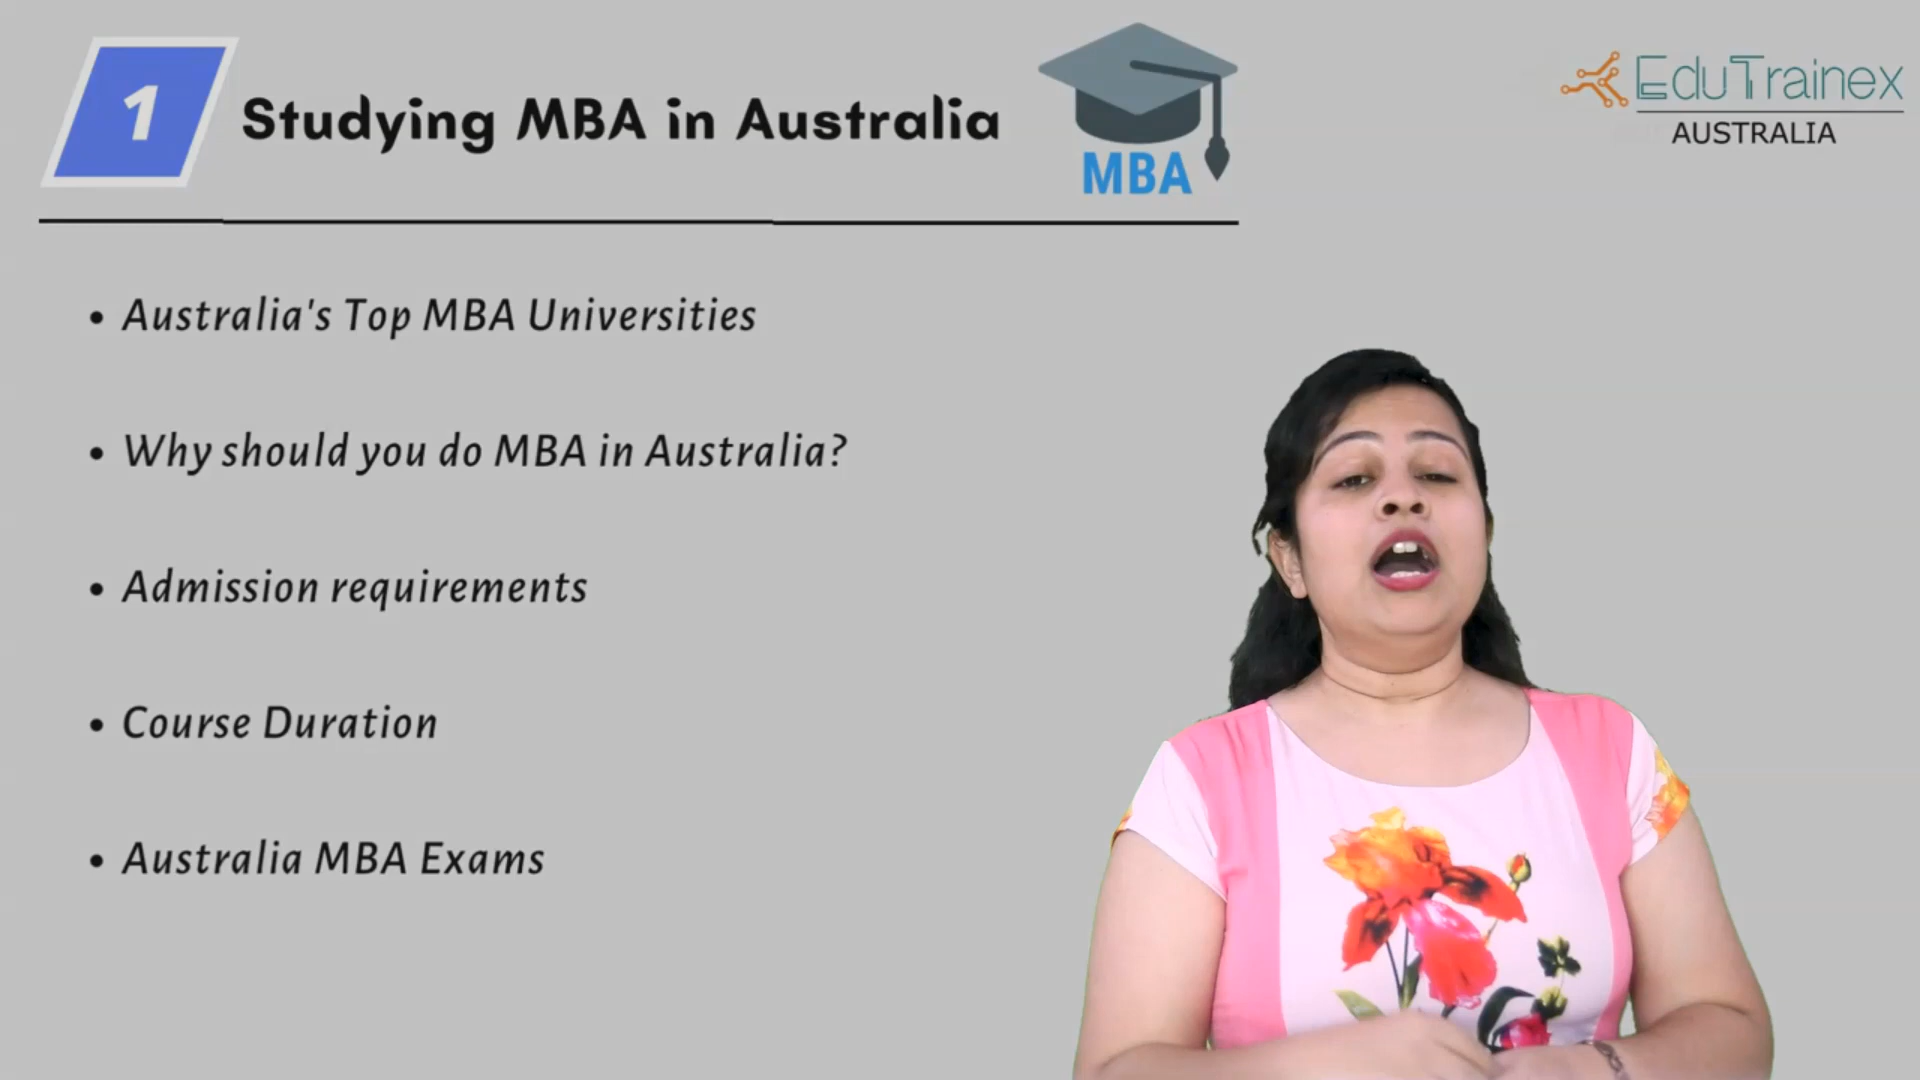 1
Studying MBA in Australia
MBA
EduTrainex
AUSTRALIA
• Australia's Top MBA Universities
• Why should you do MBA in Australia?
• Admission requirements
• Course Duration
• Australia MBA Exams